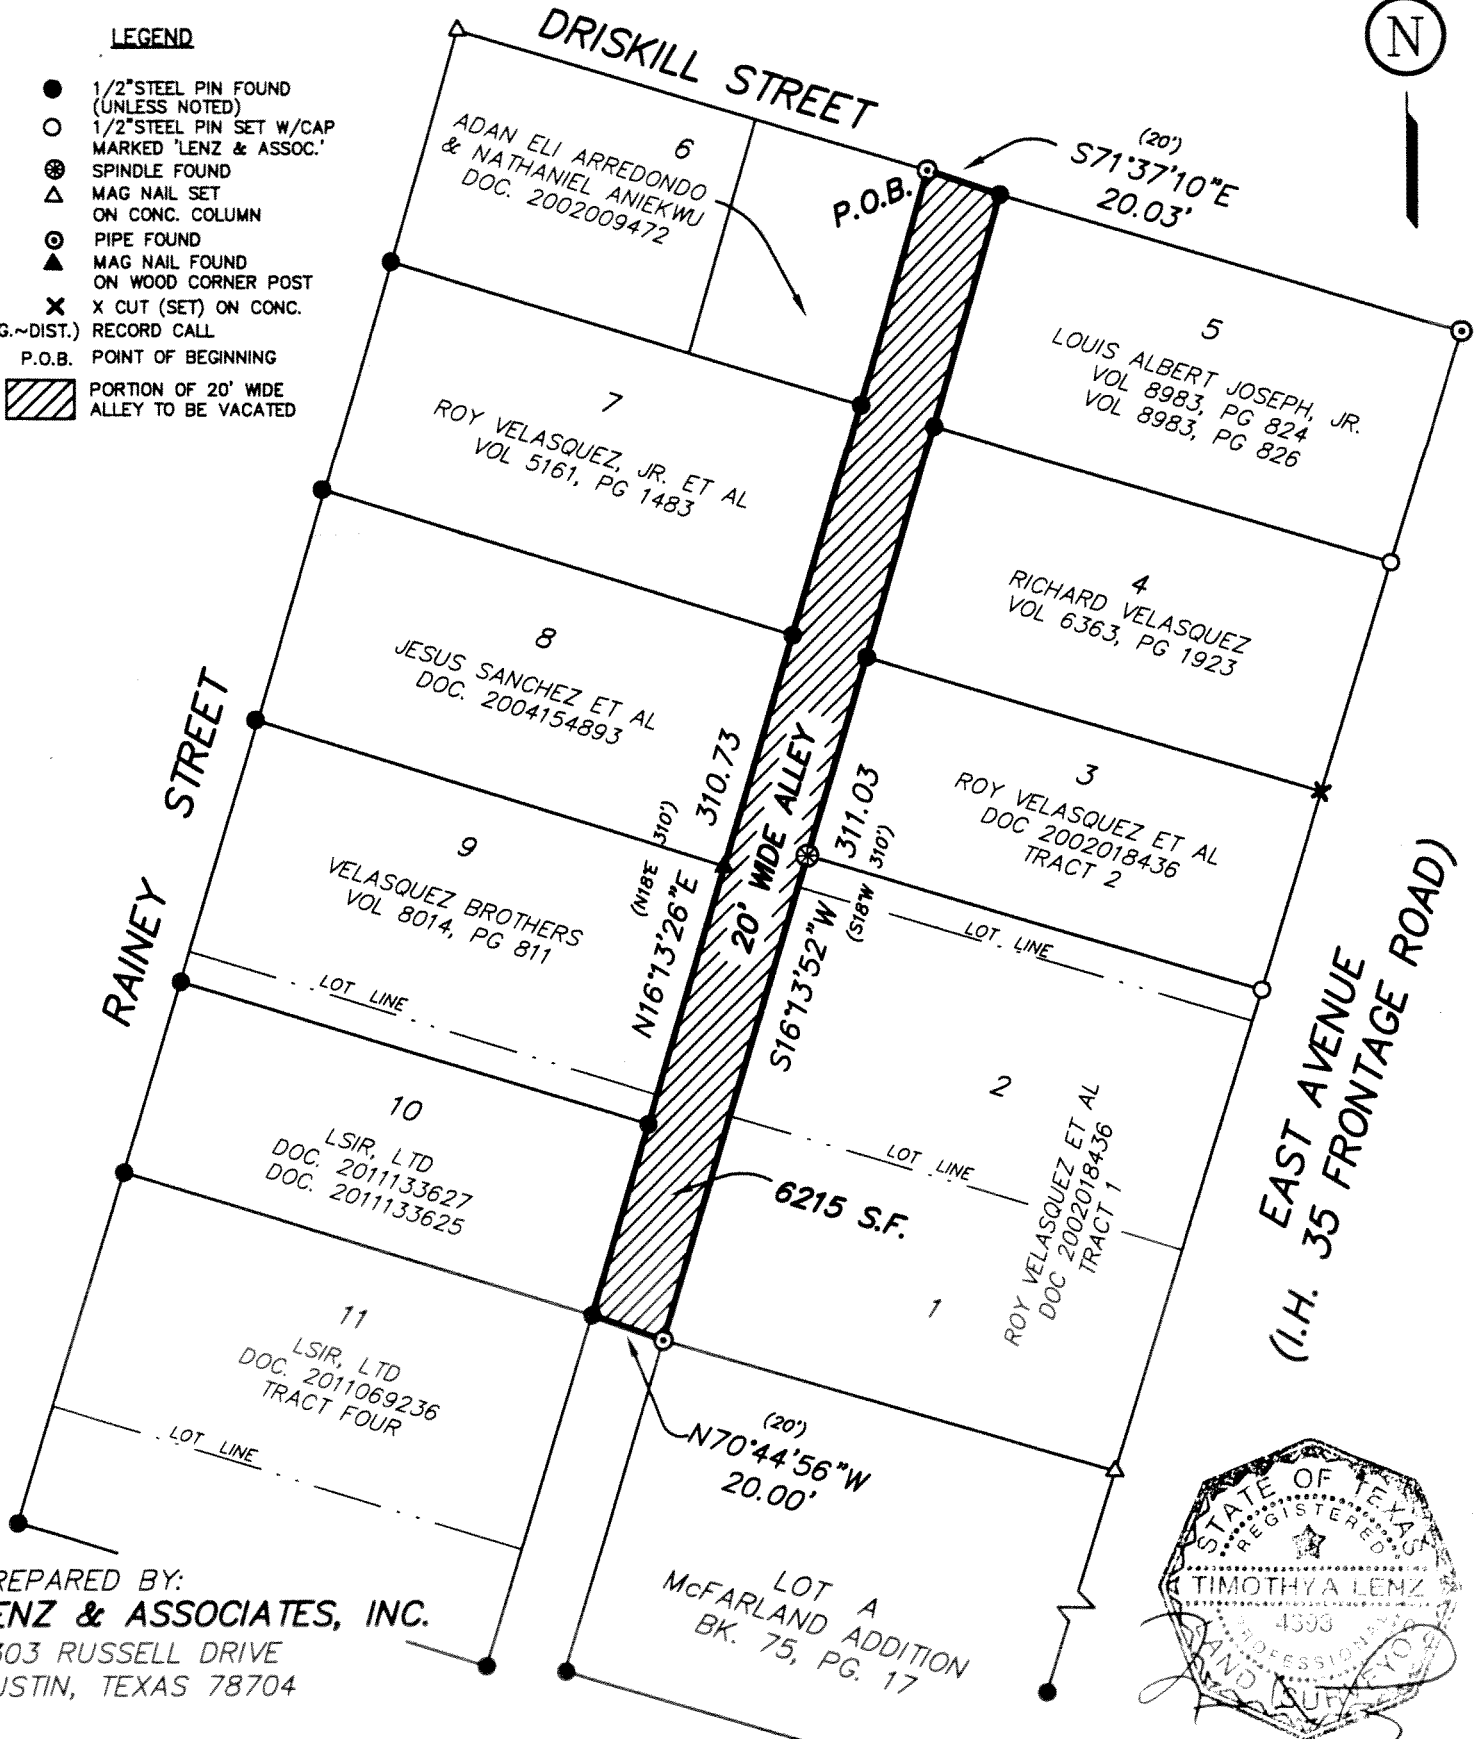 LEGEND
1/2"STEEL PIN FOUND
(UNLESS NOTED)
1/2"STEEL PIN SET W/CAP
MARKED 'LENZ & ASSOC.'
SPINDLE FOUND
MAG NAIL SET
ON CONC. COLUMN
PIPE FOUND
MAG NAIL FOUND
ON WOOD CORNER POST
X CUT (SET) ON CONC.
G.~DIST.) RECORD CALL
P.O.B. POINT OF BEGINNING
PORTION OF 20' WIDE
ALLEY TO BE VACATED
N
DRISKILL STREET
(20')
S71°37'10"E
20.03'
P.O.B.
6
ADAN ELI ARREDONDO
& NATHANIEL ANIEKWU
DOC. 2002009472
5
LOUIS ALBERT JOSEPH, JR.
VOL 8983, PG 824
VOL 8983, PG 826
7
ROY VELASQUEZ, JR. ET AL
VOL 5161, PG 1483
4
RICHARD VELASQUEZ
VOL 6363, PG 1923
8
JESUS SANCHEZ ET AL
DOC. 2004154893
3
ROY VELASQUEZ ET AL
DOC 2002018436
TRACT 2
RAINEY STREET
(N18E 310')
N16°13'26"E 310.73
20' WIDE ALLEY
S16°13'52"W 311.03
(S18W 310')
9
VELASQUEZ BROTHERS
VOL 8014, PG 811
LOT LINE
LOT LINE
2
ROY VELASQUEZ ET AL
DOC 2002018436
TRACT 1
EAST AVENUE
(I.H. 35 FRONTAGE ROAD)
10
LSIR, LTD
DOC. 2011133627
DOC. 2011133625
LOT LINE
6215 S.F.
1
11
LSIR, LTD
DOC. 2011069236
TRACT FOUR
LOT LINE
(20')
N70°44'56"W
20.00'
LOT A
McFARLAND ADDITION
BK. 75, PG. 17
REPARED BY:
ENZ & ASSOCIATES, INC.
303 RUSSELL DRIVE
USTIN, TEXAS 78704
STATE OF TEXAS
REGISTERED
TIMOTHY A LENZ
4393
PROFESSIONAL
LAND SURVEYOR